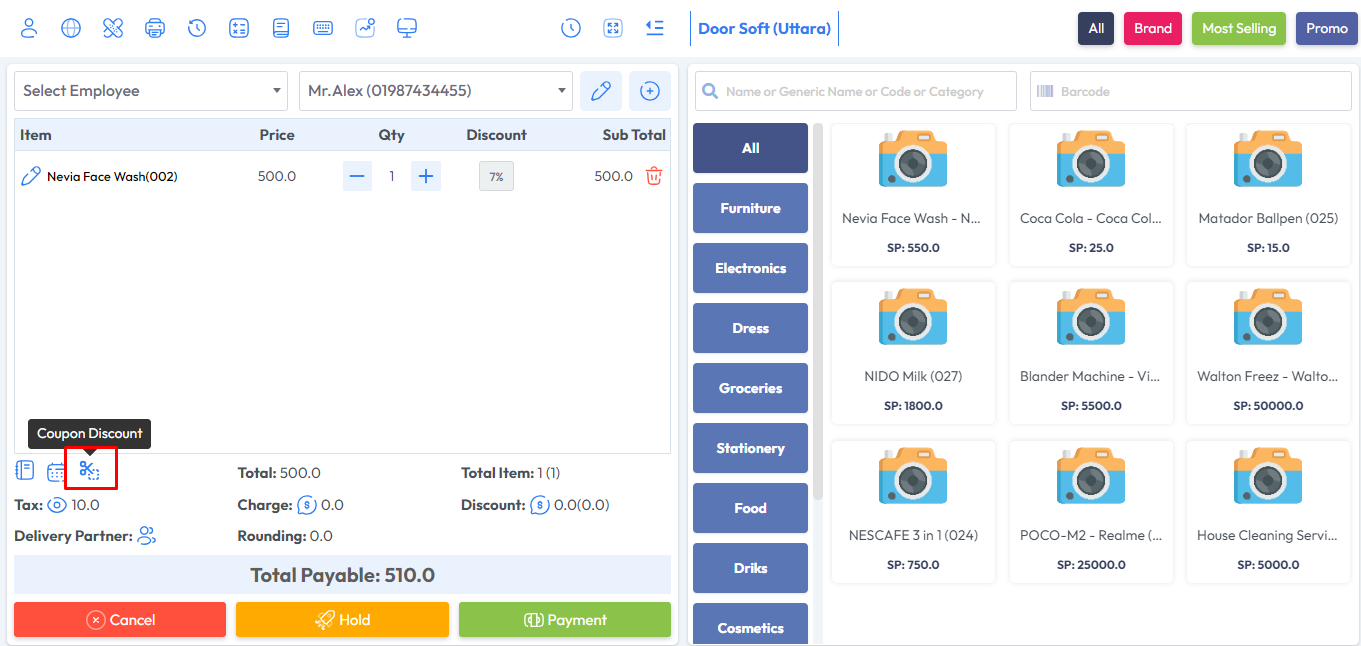 Door Soft (Uttara)
All
Brand
Most Selling
Promo
Select Employee
Mr.Alex (01987434455)
Item Price Qty Discount Sub Total
Nevia Face Wash(002) 500.0 1 7% 500.0
Coupon Discount
Total: 500.0
Total Item: 1 (1)
Tax: 10.0
Charge: 0.0
Discount: 0.0(0.0)
Delivery Partner:
Rounding: 0.0
Total Payable: 510.0
Cancel
Hold
Payment
Name or Generic Name or Code or Category
Barcode
All
Furniture
Electronics
Dress
Groceries
Stationery
Food
Driks
Cosmetics
Nevia Face Wash - N...
SP: 550.0
Coca Cola - Coca Col...
SP: 25.0
Matador Ballpen (025)
SP: 15.0
NIDO Milk (027)
SP: 1800.0
Blander Machine - Vi...
SP: 5500.0
Walton Freez - Walto...
SP: 50000.0
NESCAFE 3 in 1 (024)
SP: 750.0
POCO-M2 - Realme (...
SP: 25000.0
House Cleaning Servi...
SP: 5000.0